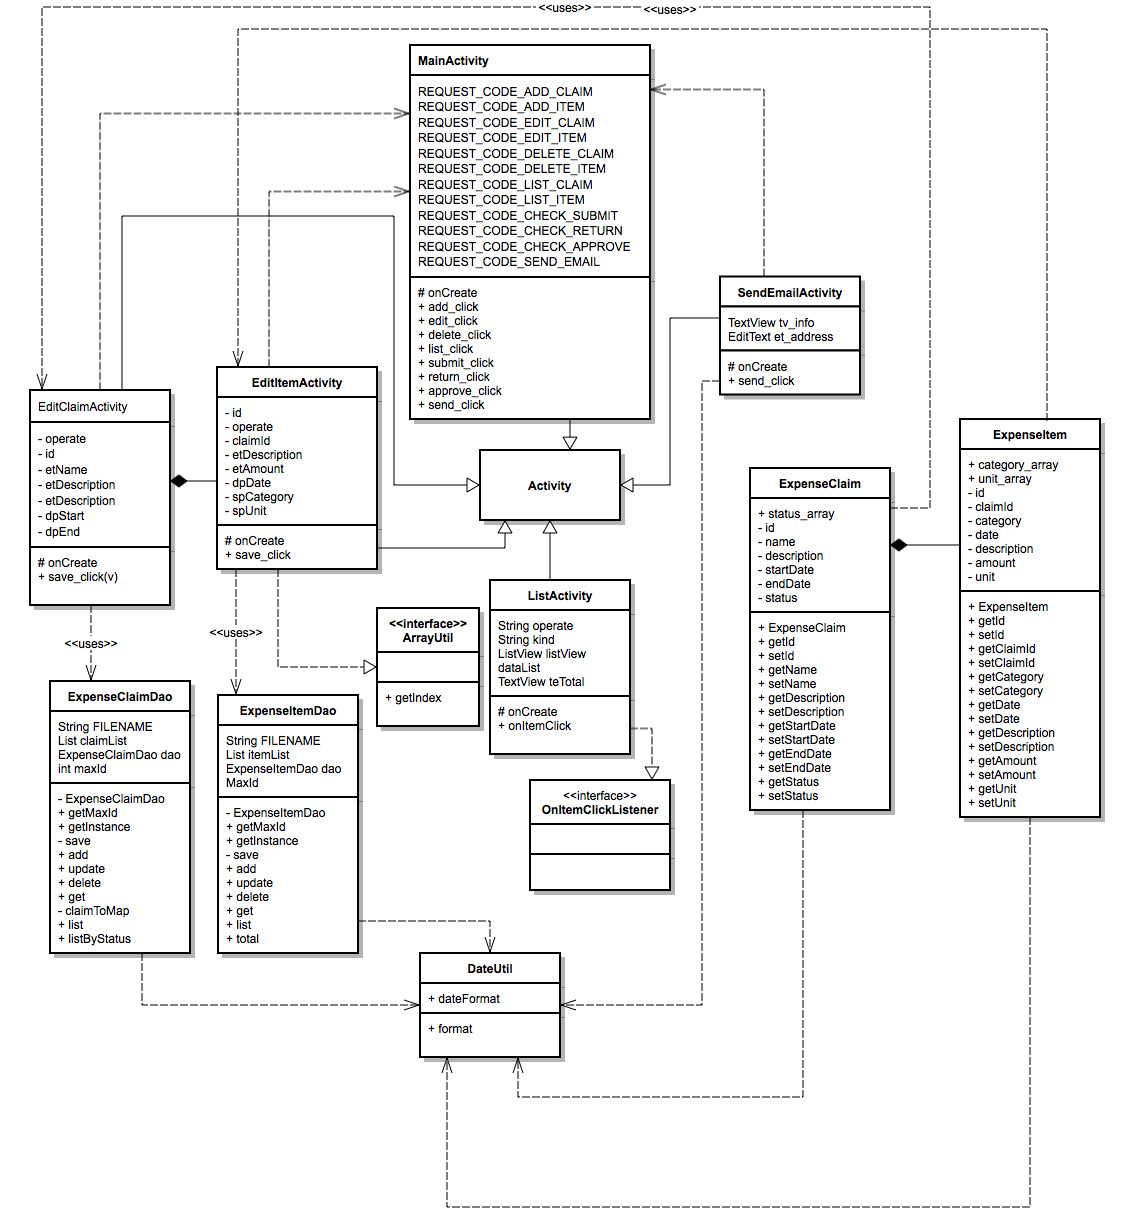 <<uses>>
<<uses>>
MainActivity
REQUEST_CODE_ADD_CLAIM
REQUEST_CODE_ADD_ITEM
REQUEST_CODE_EDIT_CLAIM
REQUEST_CODE_EDIT_ITEM
REQUEST_CODE_DELETE_CLAIM
REQUEST_CODE_DELETE_ITEM
REQUEST_CODE_LIST_CLAIM
REQUEST_CODE_LIST_ITEM
REQUEST_CODE_CHECK_SUBMIT
REQUEST_CODE_CHECK_RETURN
REQUEST_CODE_CHECK_APPROVE
REQUEST_CODE_SEND_EMAIL
# onCreate
+ add_click
+ edit_click
+ delete_click
+ list_click
+ submit_click
+ return_click
+ approve_click
+ send_click
SendEmailActivity
TextView tv_info
EditText et_address
# onCreate
+ send_click
EditClaimActivity
- operate
- id
- etName
- etDescription
- etDescription
- dpStart
- dpEnd
# onCreate
+ save_click(v)
EditItemActivity
- id
- operate
- claimId
- etDescription
- etAmount
- dpDate
- spCategory
- spUnit
# onCreate
+ save_click
Activity
ExpenseClaim
+ status_array
- id
- name
- description
- startDate
- endDate
- status
+ ExpenseClaim
+ getId
+ setId
+ getName
+ setName
+ getDescription
+ setDescription
+ getStartDate
+ setStartDate
+ getEndDate
+ setEndDate
+ getStatus
+ setStatus
ExpenseItem
+ category_array
+ unit_array
- id
- claimId
- category
- date
- description
- amount
- unit
+ ExpenseItem
+ getId
+ setId
+ getClaimId
+ setClaimId
+ getCategory
+ setCategory
+ getDate
+ setDate
+ getDescription
+ setDescription
+ getAmount
+ setAmount
+ getUnit
+ setUnit
<<uses>>
<<uses>>
<<interface>>
ArrayUtil
+ getIndex
ListActivity
String operate
String kind
ListView listView
dataList
TextView teTotal
# onCreate
+ onItemClick
<<interface>>
OnItemClickListener
ExpenseClaimDao
String FILENAME
List claimList
ExpenseClaimDao dao
int maxId
- ExpenseClaimDao
+ getMaxId
+ getInstance
- save
+ add
+ update
+ delete
+ get
- claimToMap
+ list
+ listByStatus
ExpenseItemDao
String FILENAME
List itemList
ExpenseItemDao dao
MaxId
- ExpenseItemDao
+ getMaxId
+ getInstance
- save
+ add
+ update
+ delete
+ get
+ list
+ total
DateUtil
+ dateFormat
+ format